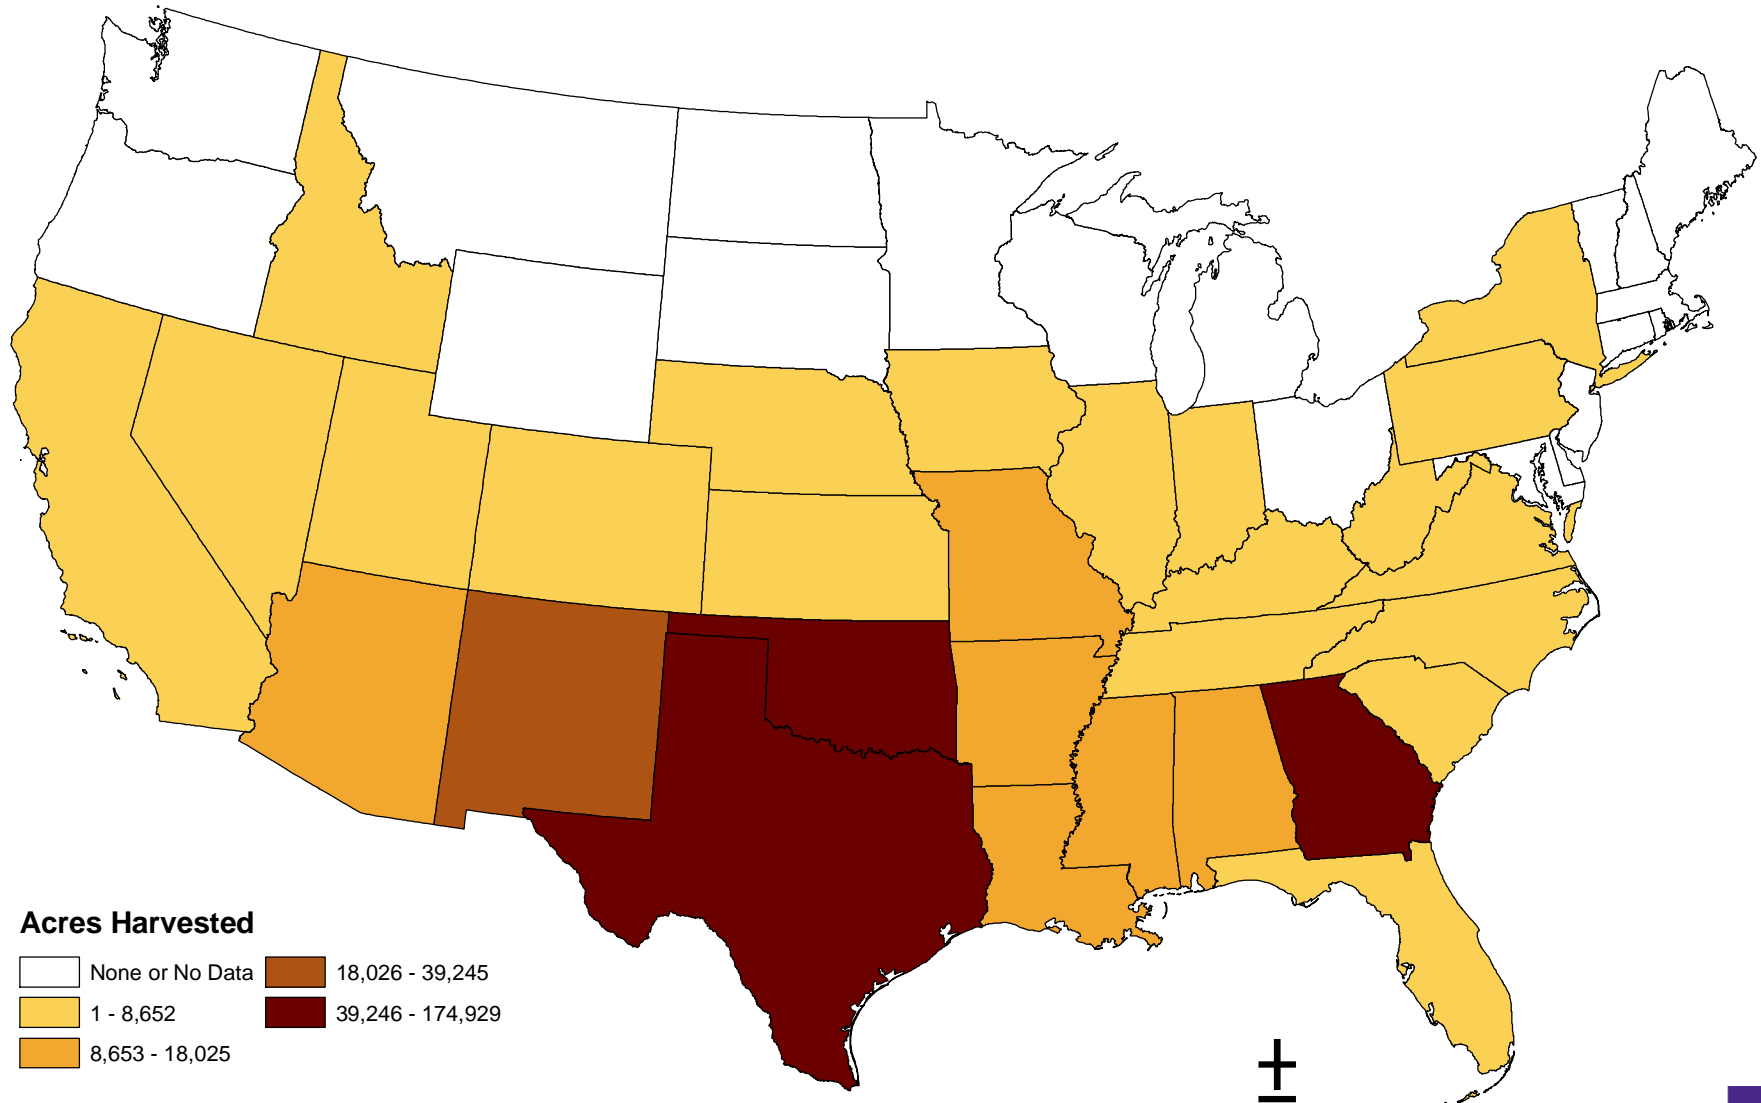 Acres Harvested
None or No Data
1 - 8,652
8,653 - 18,025
18,026 - 39,245
39,246 - 174,929